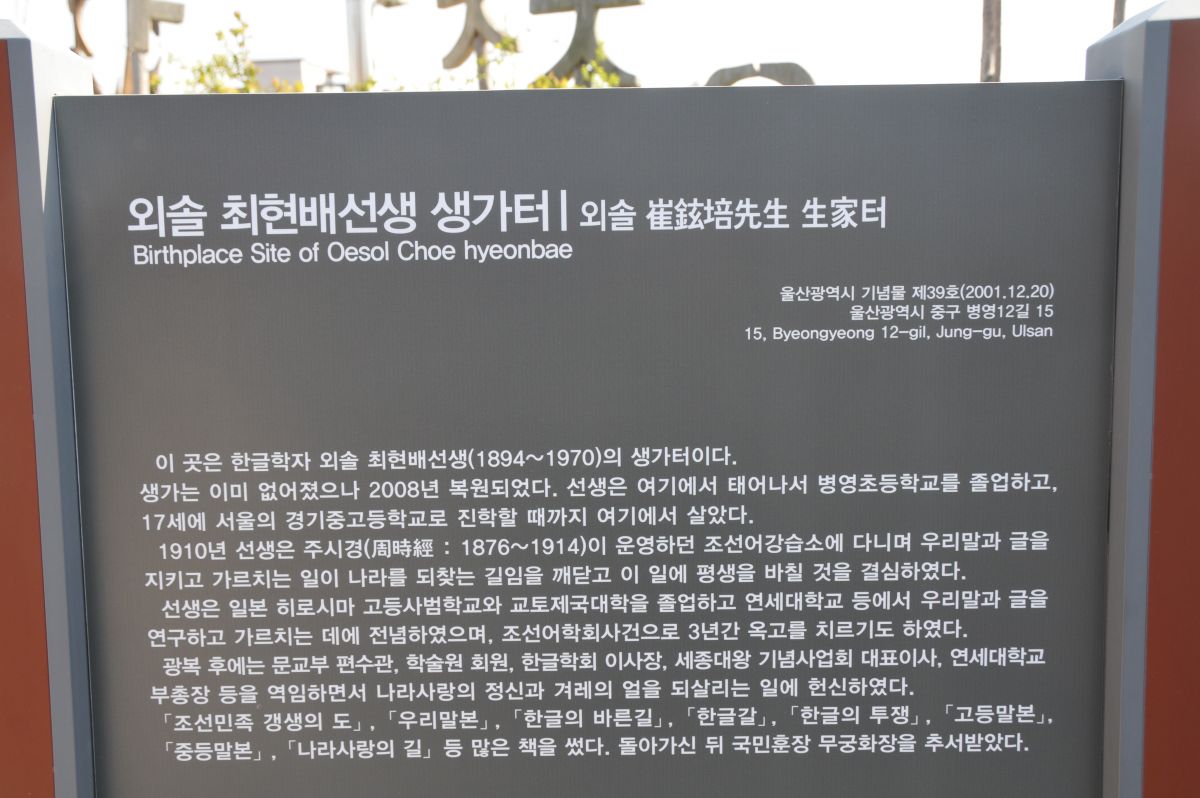 외솔 최현배선생 생가터 | 외솔 崔鉉培先生 生家터
Birthplace Site of Oesol Choe hyeonbae
울산광역시 기념물 제39호(2001.12.20)
울산광역시 중구 병영12길 15
15, Byeongyeong 12-gil, Jung-gu, Ulsan
이 곳은 한글학자 외솔 최현배선생(1894~1970)의 생가터이다.
생가는 이미 없어졌으나 2008년 복원되었다. 선생은 여기에서 태어나서 병영초등학교를 졸업하고,
17세에 서울의 경기중고등학교로 진학할 때까지 여기에서 살았다.
1910년 선생은 주시경(周時經 : 1876~1914)이 운영하던 조선어강습소에 다니며 우리말과 글을
지키고 가르치는 일이 나라를 되찾는 길임을 깨닫고 이 일에 평생을 바칠 것을 결심하였다.
선생은 일본 히로시마 고등사범학교와 교토제국대학을 졸업하고 연세대학교 등에서 우리말과 글을
연구하고 가르치는 데에 전념하였으며, 조선어학회사건으로 3년간 옥고를 치르기도 하였다.
광복 후에는 문교부 편수관, 학술원 회원, 한글학회 이사장, 세종대왕 기념사업회 대표이사, 연세대학교
부총장 등을 역임하면서 나라사랑의 정신과 겨레의 얼을 되살리는 일에 헌신하였다.
「조선민족 갱생의 도」, 「우리말본」, 「한글의 바른길」, 「한글갈」, 「한글의 투쟁」, 「고등말본」,
「중등말본」, 「나라사랑의 길」 등 많은 책을 썼다. 돌아가신 뒤 국민훈장 무궁화장을 추서받았다.